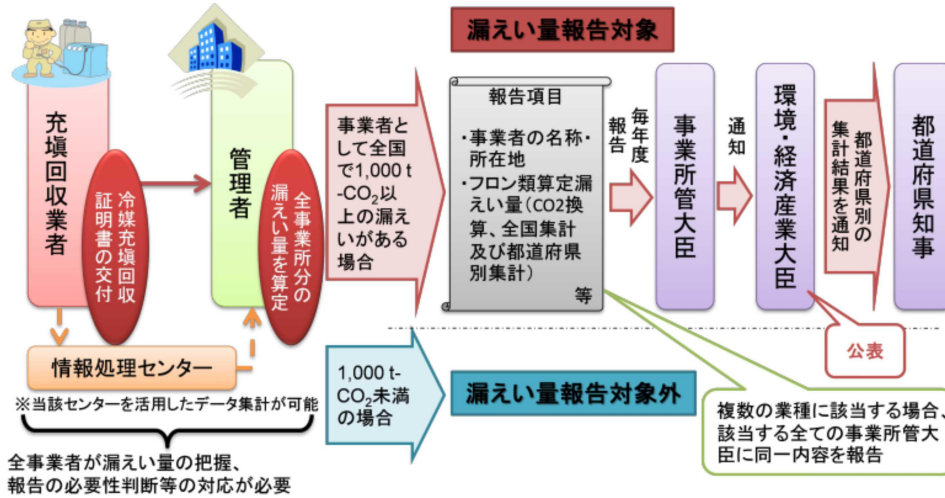 漏えい量報告対象
充填回収業者
冷媒充填回収
証明書の交付
管理者
全事業所分の
漏えい量を算定
事業者と
して全国
で1,000 t
-CO₂以
上の漏え
いがある
場合
報告項目
・事業者の名称・
所在地
・フロン類算定漏
えい量(CO2換
算、全国集計
及び都道府県
別集計)
等
毎年度
報告
事業所管大臣
通知
環境・経済産業大臣
都道府県別の
集計結果を通知
都道府県知事
公表
情報処理センター
※当該センターを活用したデータ集計が可能
全事業者が漏えい量の把握、
報告の必要性判断等の対応が必要
1,000 t-
CO₂未満
の場合
漏えい量報告対象外
複数の業種に該当する場合、
該当する全ての事業所管大
臣に同一内容を報告